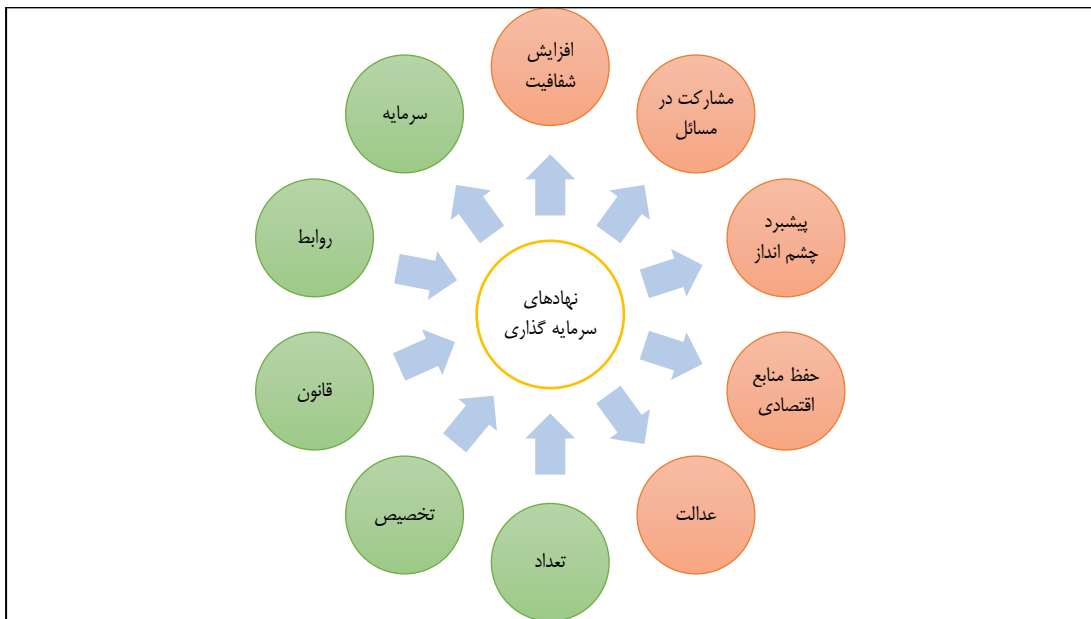 افزایش
شفافیت
مشارکت در
مسائل
پیشبرد
چشم انداز
حفظ منابع
اقتصادی
عدالت
تعداد
تخصیص
قانون
روابط
سرمایه
نهادهای
سرمایه گذاری